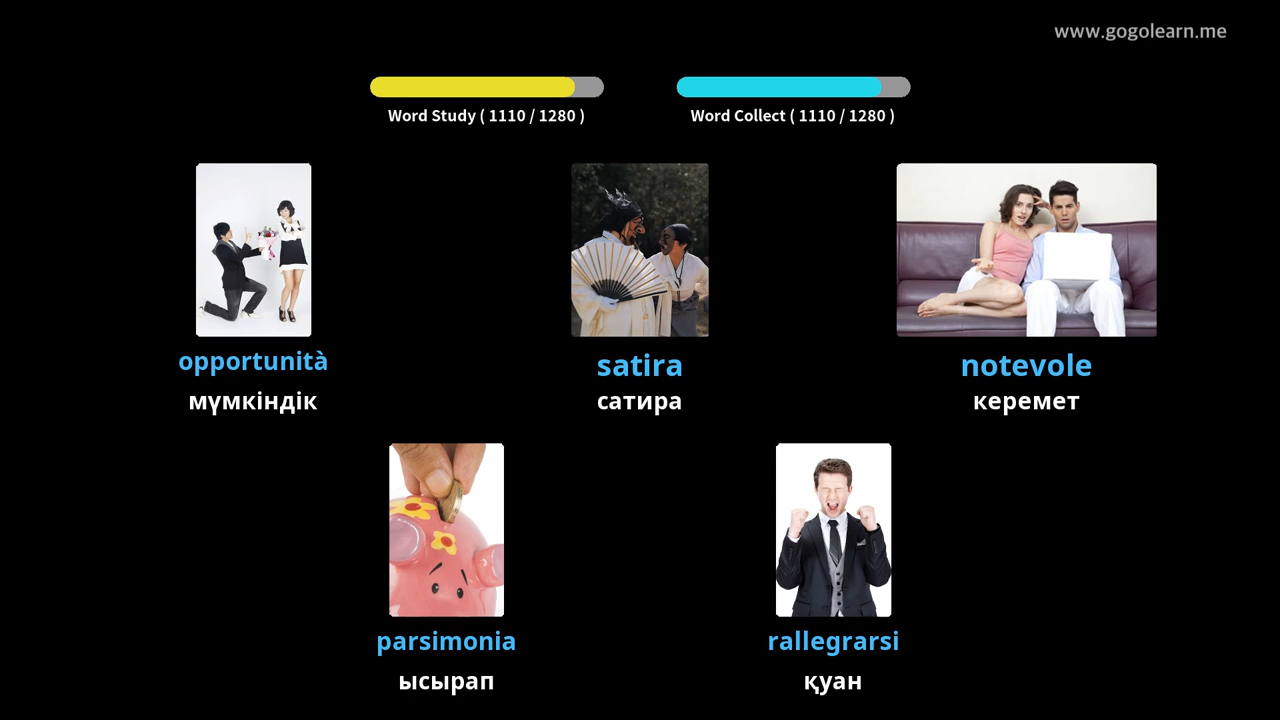 www.gogolearn.me
Word Study ( 1110 / 1280 )
Word Collect ( 1110 / 1280 )
opportunità
мүмкіндік
satira
сатира
notevole
керемет
parsimonia
ысырап
rallegrarsi
қуан